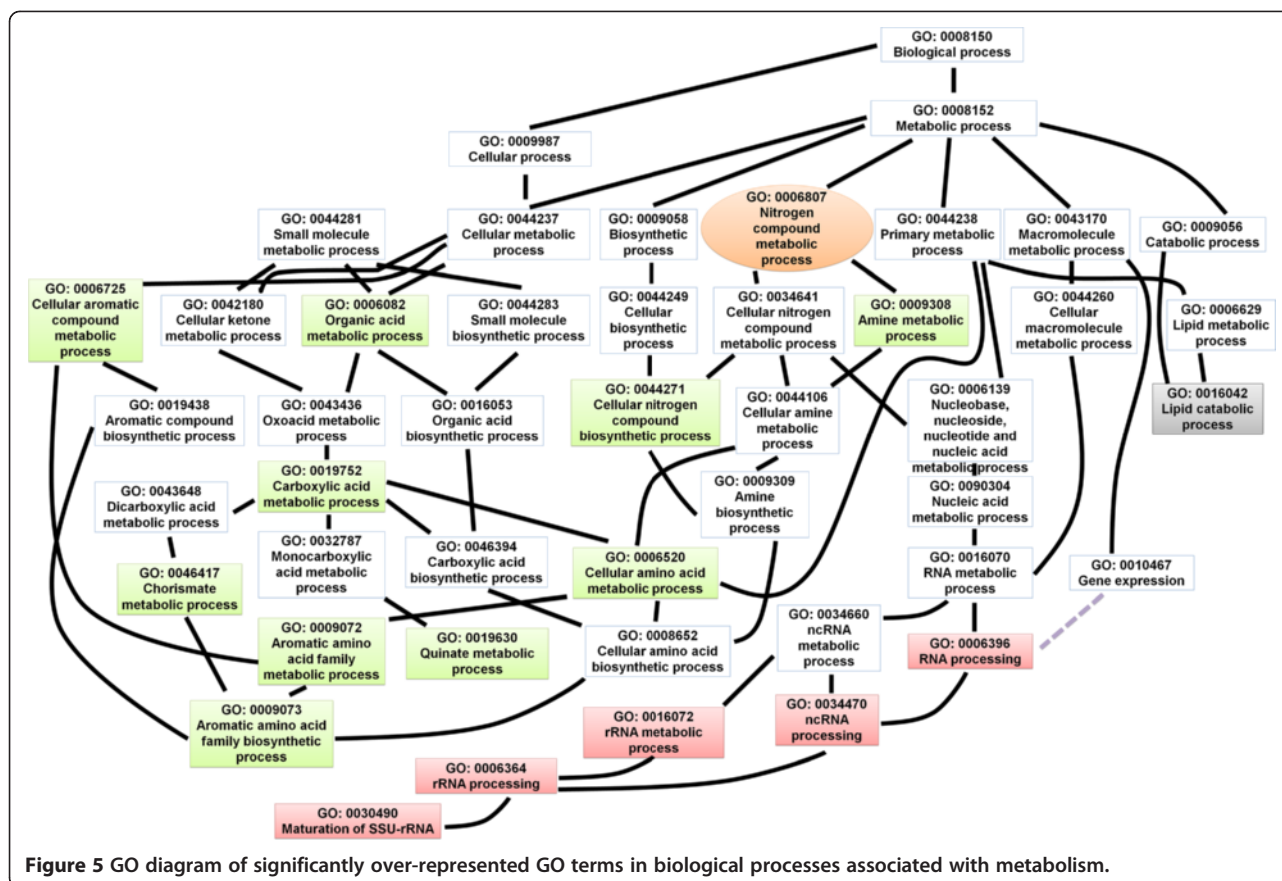 GO: 0008150
Biological process
GO: 0008152
Metabolic process
GO: 0009987
Cellular process
GO: 0044281
Small molecule
metabolic process
GO: 0044237
Cellular metabolic
process
GO: 0009058
Biosynthetic
process
GO: 0006807
Nitrogen
compound
metabolic
process
GO: 0044238
Primary metabolic
process
GO: 0043170
Macromolecule
metabolic process
GO: 0009056
Catabolic process
GO: 0006725
Cellular aromatic
compound
metabolic
process
GO: 0042180
Cellular ketone
metabolic process
GO: 0006082
Organic acid
metabolic process
GO: 0044283
Small molecule
biosynthetic process
GO: 0044249
Cellular
biosynthetic
process
GO: 0034641
Cellular nitrogen
compound
metabolic process
GO: 0009308
Amine metabolic
process
GO: 0044260
Cellular
macromolecule
metabolic process
GO: 0006629
Lipid metabolic
process
GO: 0019438
Aromatic compound
biosynthetic process
GO: 0043436
Oxoacid metabolic
process
GO: 0016053
Organic acid
biosynthetic process
GO: 0044271
Cellular nitrogen
compound
biosynthetic process
GO: 0044106
Cellular amine
metabolic
process
GO: 0006139
Nucleobase,
nucleoside,
nucleotide and
nucleic acid
metabolic process
GO: 0016042
Lipid catabolic
process
GO: 0043648
Dicarboxylic acid
metabolic process
GO: 0019752
Carboxylic acid
metabolic process
GO: 0009309
Amine
biosynthetic
process
GO: 0090304
Nucleic acid
metabolic process
GO: 0032787
Monocarboxylic
acid metabolic
process
GO: 0046394
Carboxylic acid
biosynthetic process
GO: 0006520
Cellular amino acid
metabolic process
GO: 0016070
RNA metabolic
process
GO: 0010467
Gene expression
GO: 0046417
Chorismate
metabolic process
GO: 0009072
Aromatic amino
acid family
metabolic process
GO: 0019630
Quinate metabolic
process
GO: 0008652
Cellular amino acid
biosynthetic process
GO: 0034660
ncRNA
metabolic
process
GO: 0006396
RNA processing
GO: 0009073
Aromatic amino acid
family biosynthetic
process
GO: 0016072
rRNA metabolic
process
GO: 0034470
ncRNA
processing
GO: 0006364
rRNA processing
GO: 0030490
Maturation of SSU-rRNA
Figure 5 GO diagram of significantly over-represented GO terms in biological processes associated with metabolism.